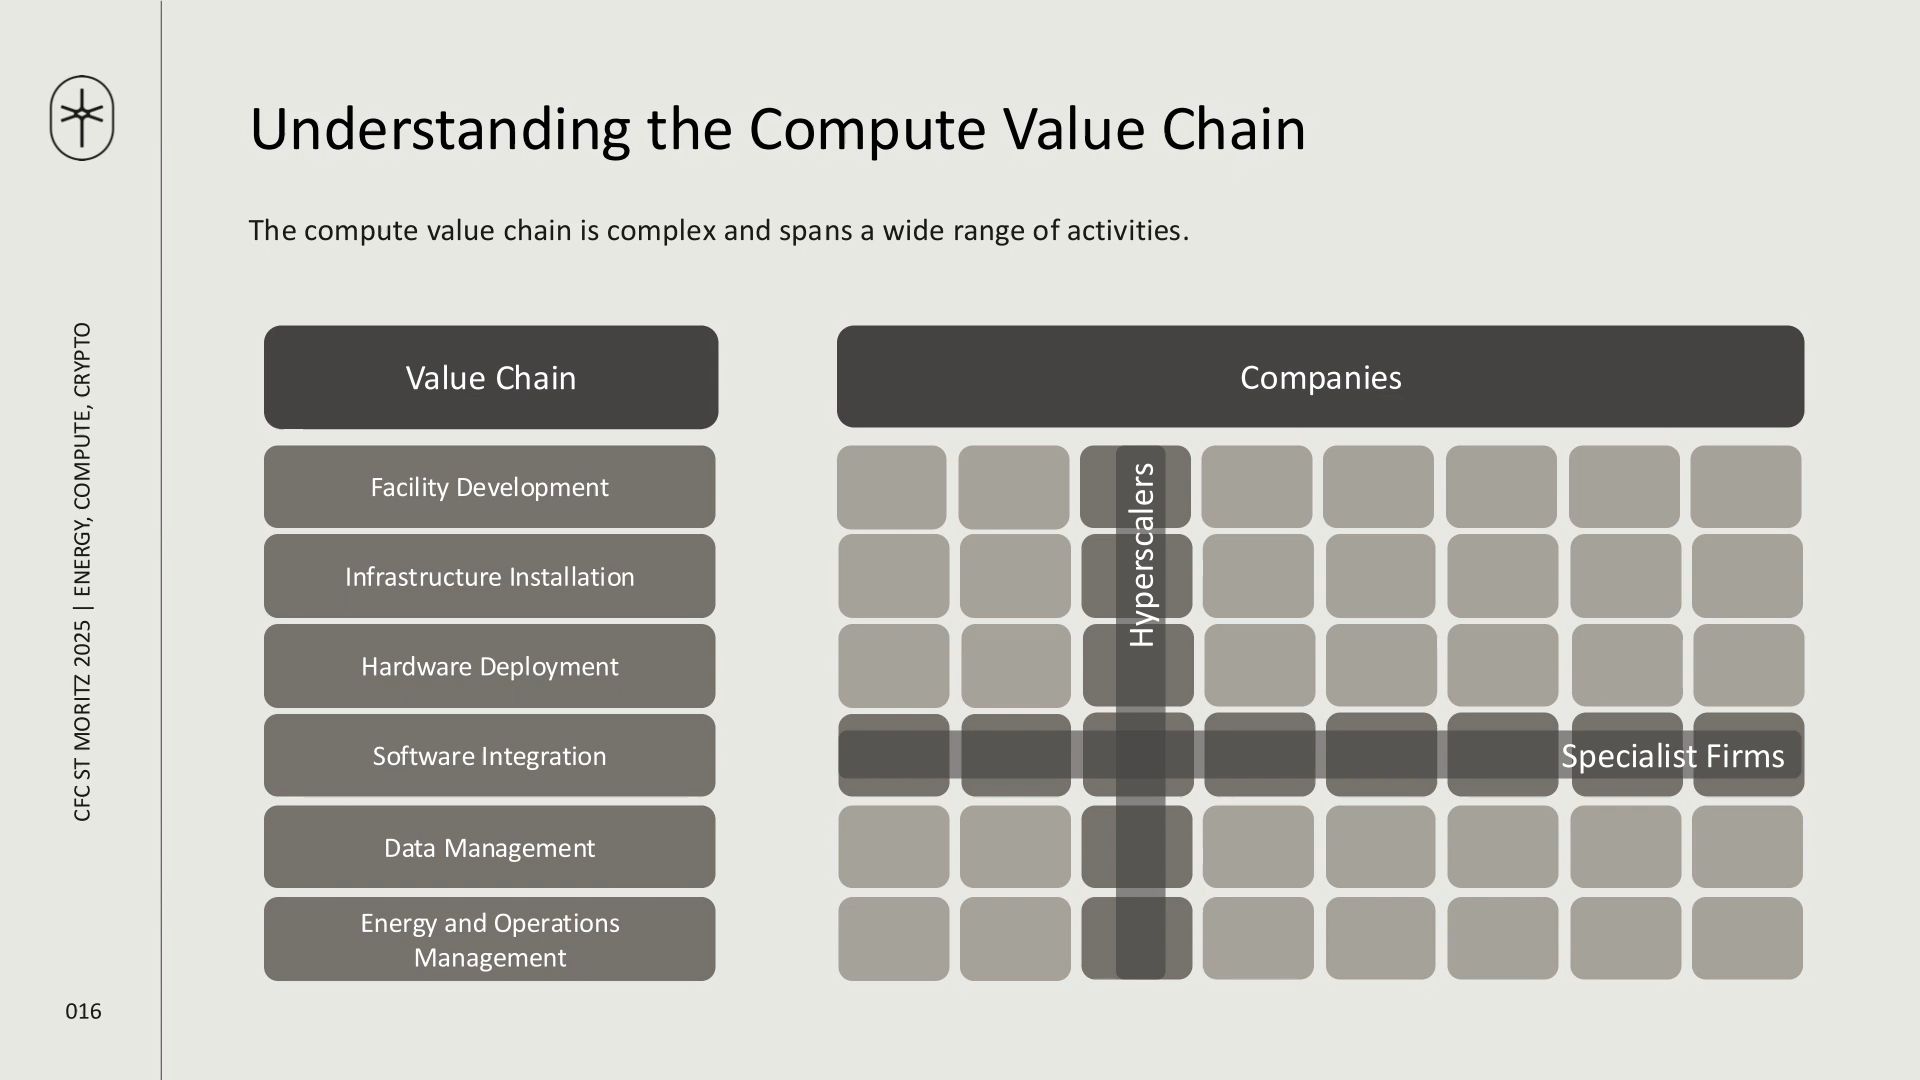 Understanding the Compute Value Chain
The compute value chain is complex and spans a wide range of activities.
CFC ST MORITZ 2025 | ENERGY, COMPUTE, CRYPTO
Value Chain
Companies
Facility Development
Infrastructure Installation
Hardware Deployment
Software Integration
Data Management
Energy and Operations
Management
Hyperscalers
Specialist Firms
016